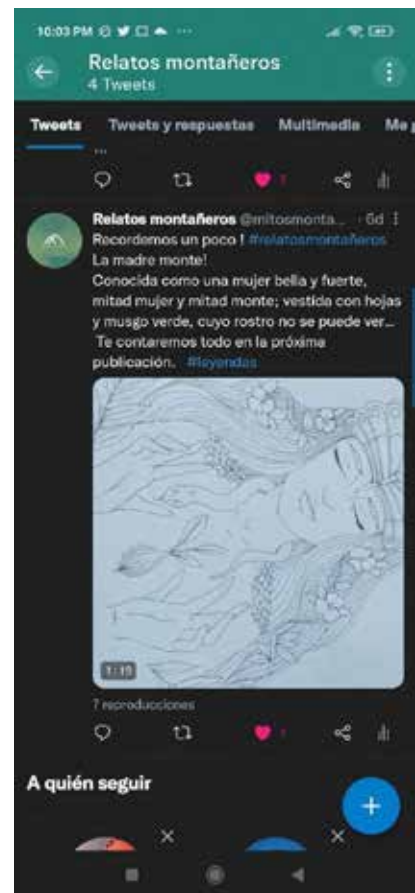 10:03 PM
Relatos montañeros
4 Tweets
Tweets Tweets y respuestas Multimedia Me
...
1
Relatos montañeros @mitosmonta... · 6d
Recordemos un poco ! #relatosmontañeros
La madre monte!
Conocida como una mujer bella y fuerte,
mitad mujer y mitad monte; vestida con hojas
y musgo verde, cuyo rostro no se puede ver...
Te contaremos todo en la próxima
publicación. #leyendas
7 reproducciones
1
A quién seguir